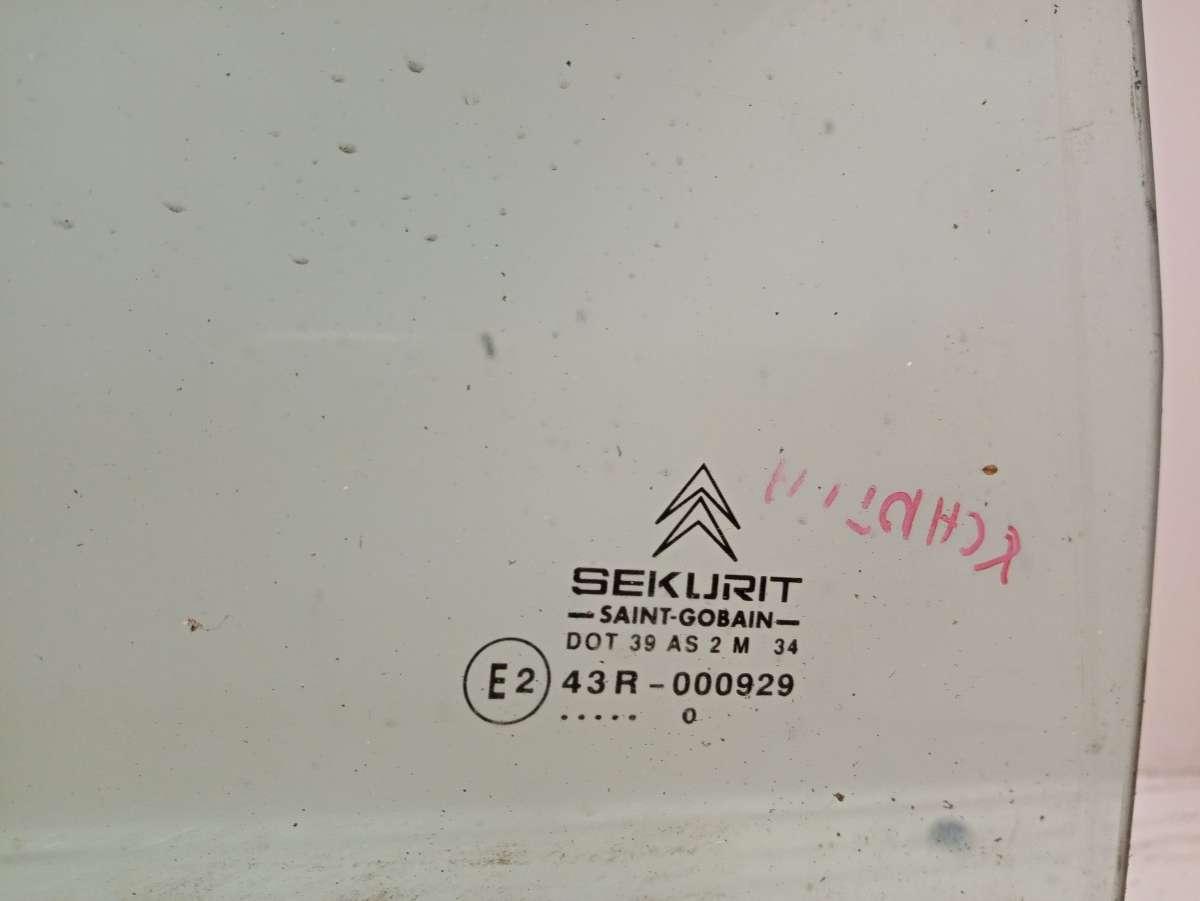 SEKURIT
—SAINT-GOBAIN—
DOT 39 AS 2 M 34
E2 43R-000929
..... 0